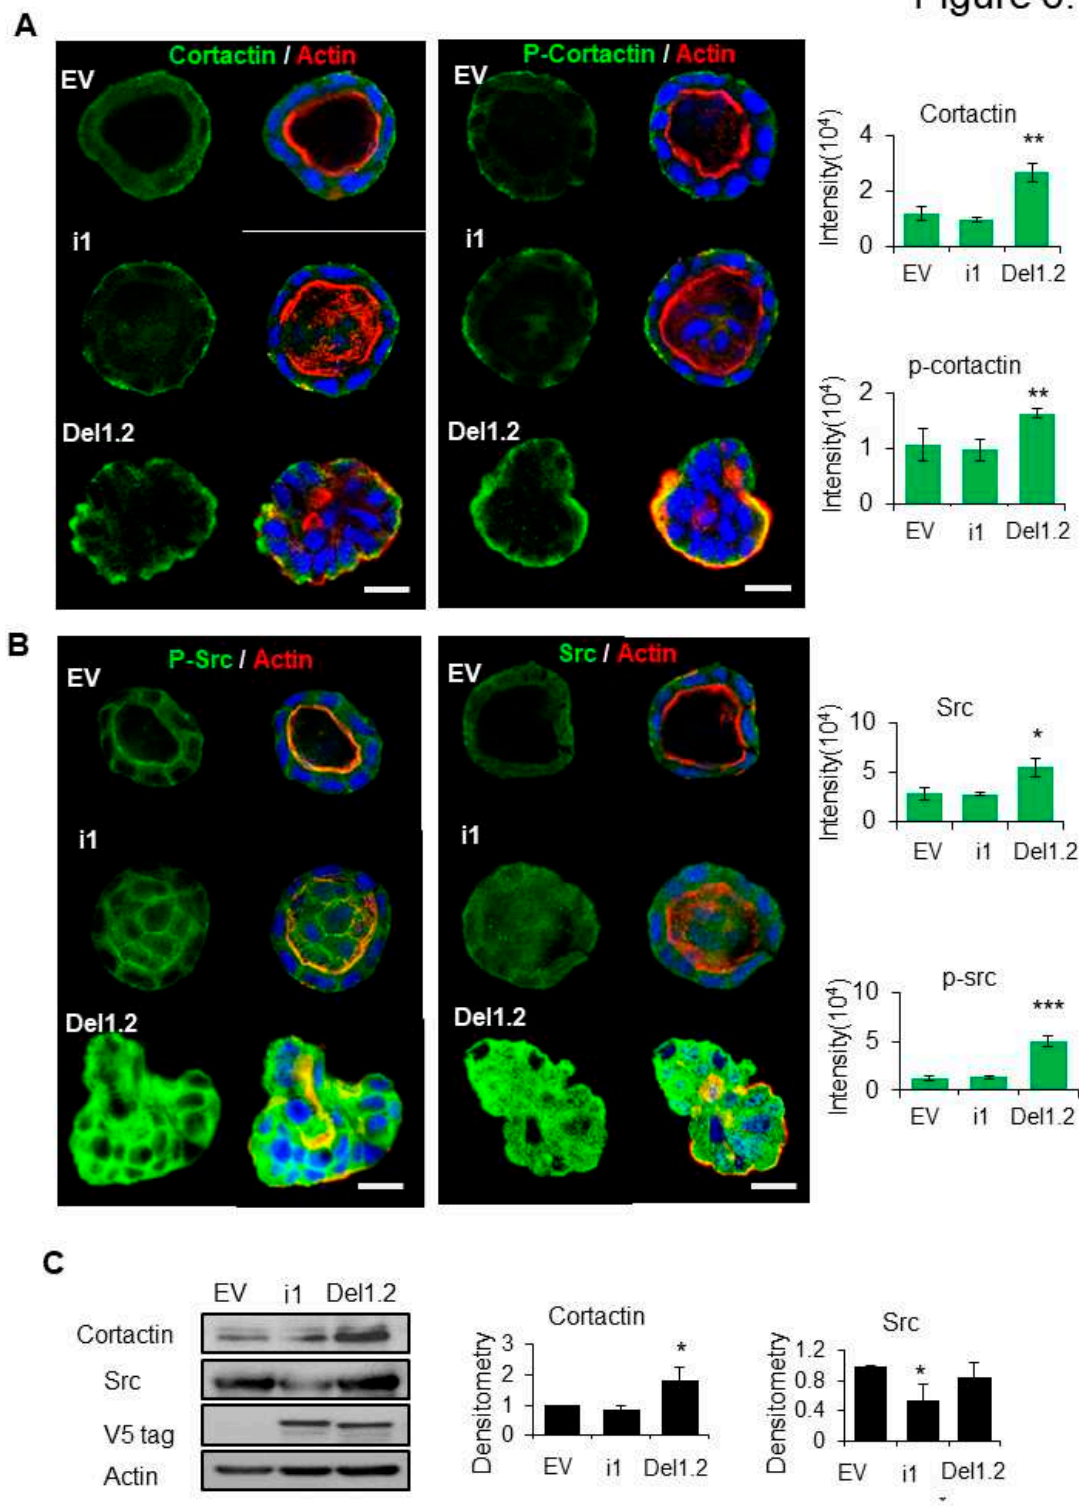 A
Cortactin / Actin
EV
i1
Del1.2
P-Cortactin / Actin
EV
i1
Del1.2
Cortactin
Intensity(10⁴)
4
2
0
**
EV i1 Del1.2
p-cortactin
Intensity(10⁴)
2
1
0
**
EV i1 Del1.2
B
P-Src / Actin
EV
i1
Del1.2
Src / Actin
EV
i1
Del1.2
Src
Intensity(10⁴)
10
5
0
*
EV i1 Del1.2
p-src
Intensity(10⁴)
10
5
0
***
EV i1 Del1.2
C
EV i1 Del1.2
Cortactin
Src
V5 tag
Actin
Cortactin
Densitometry
3
2
1
0
*
EV i1 Del1.2
Src
Densitometry
1.2
0.8
0.4
0
*
EV i1 Del1.2